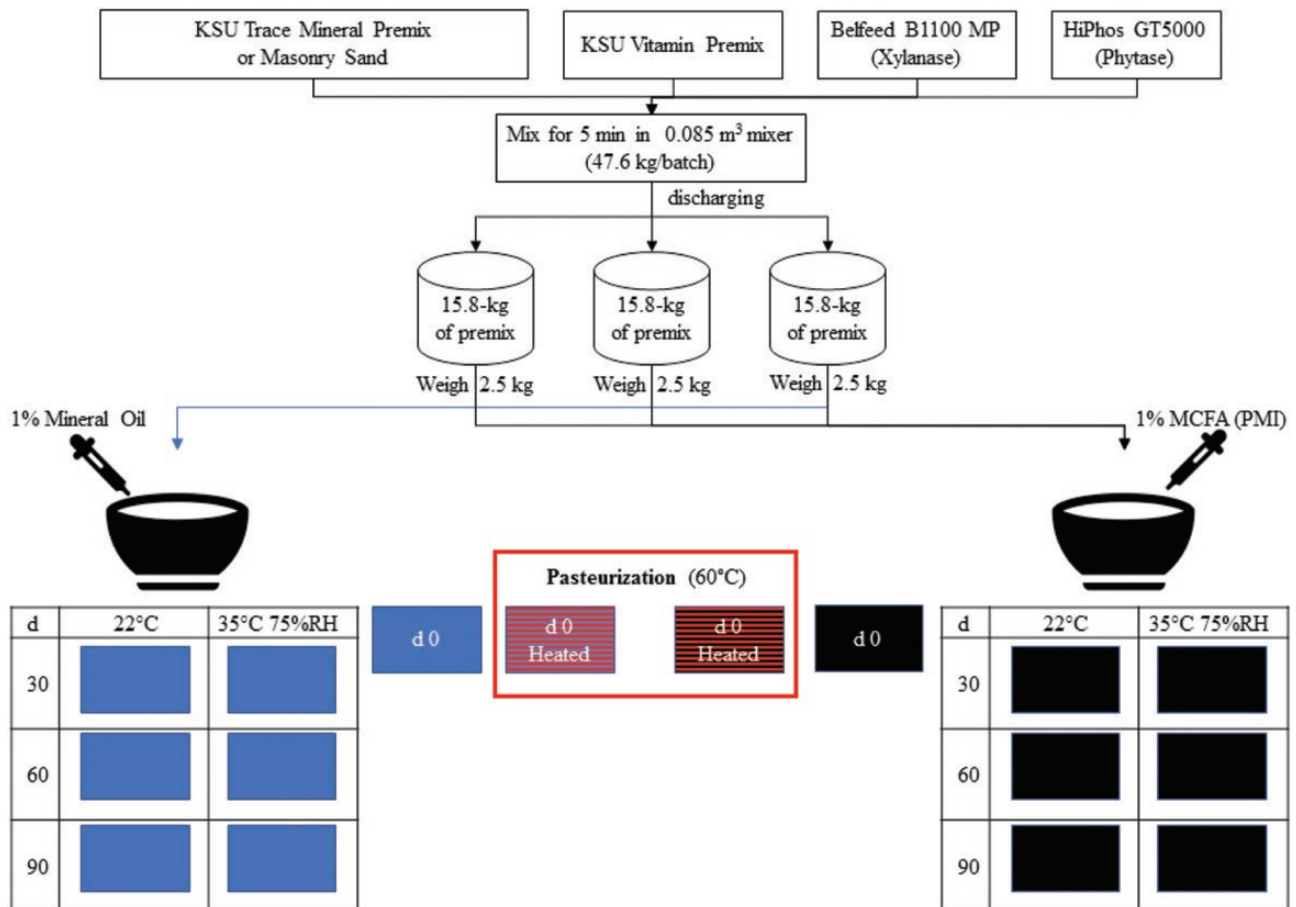 KSU Trace Mineral Premix
or Masonry Sand
KSU Vitamin Premix
Belfeed B1100 MP
(Xylanase)
HiPhos GT5000
(Phytase)
Mix for 5 min in 0.085 m³ mixer
(47.6 kg/batch)
discharging
15.8-kg
of premix
15.8-kg
of premix
15.8-kg
of premix
Weigh 2.5 kg
Weigh 2.5 kg
Weigh 2.5 kg
1% Mineral Oil
1% MCFA (PMI)
Pasteurization (60°C)
d 0
d 0
Heated
d 0
Heated
d 0
d 22°C 35°C 75%RH
30
60
90
d 22°C 35°C 75%RH
30
60
90